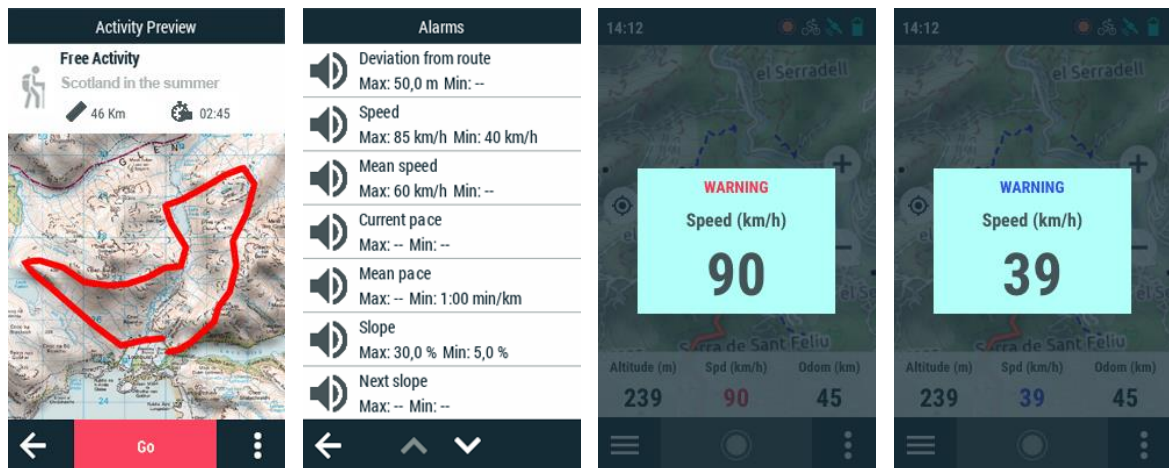 Activity Preview
Free Activity
Scotland in the summer
46 Km 02:45
G L E N
24
Go
Alarms
Deviation from route
Max: 50,0 m Min: --
Speed
Max: 85 km/h Min: 40 km/h
Mean speed
Max: 60 km/h Min: --
Current pace
Max: -- Min: --
Mean pace
Max: -- Min: 1:00 min/km
Slope
Max: 30,0 % Min: 5,0 %
Next slope
Max: -- Min: --
14:12
el Serradell
WARNING
Speed (km/h)
90
Serra de Sant Feliu
Altitude (m) Spd (km/h) Odom (km)
239 90 45
14:12
el Serradell
WARNING
Speed (km/h)
39
Serra de Sant Feliu
Altitude (m) Spd (km/h) Odom (km)
239 39 45